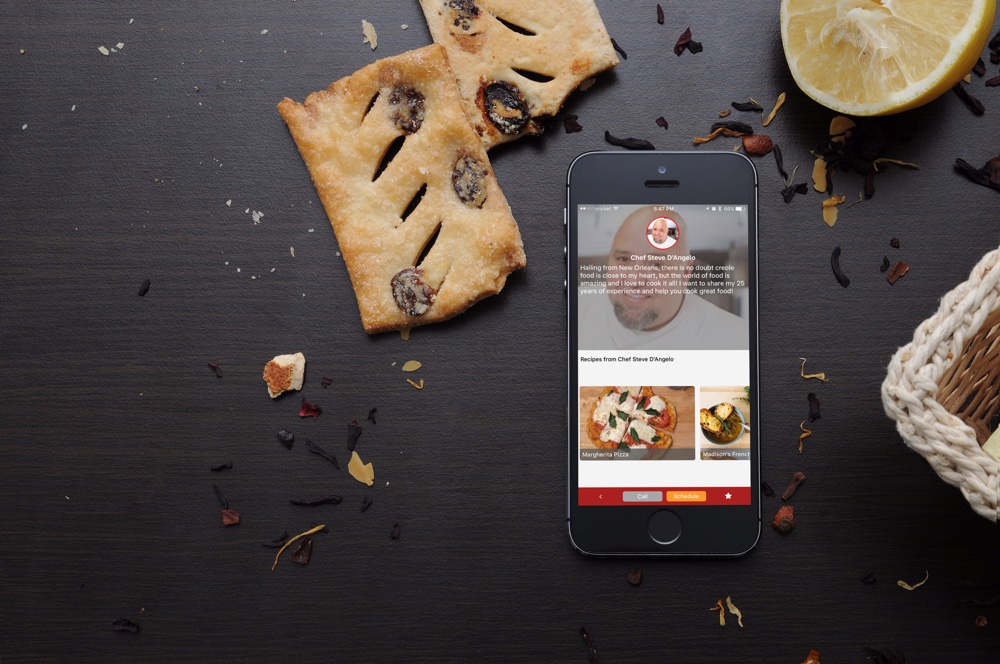 cricket 5:47 PM 60%
Chef Steve D'Angelo
Hailing from New Orleans, there is no doubt creole
food is close to my heart, but the world of food is
amazing and I love to cook it all! I want to share my 25
years of experience and help you cook great food!
Recipes from Chef Steve D'Angelo
Margherita Pizza
Madison's French
Call
Schedule